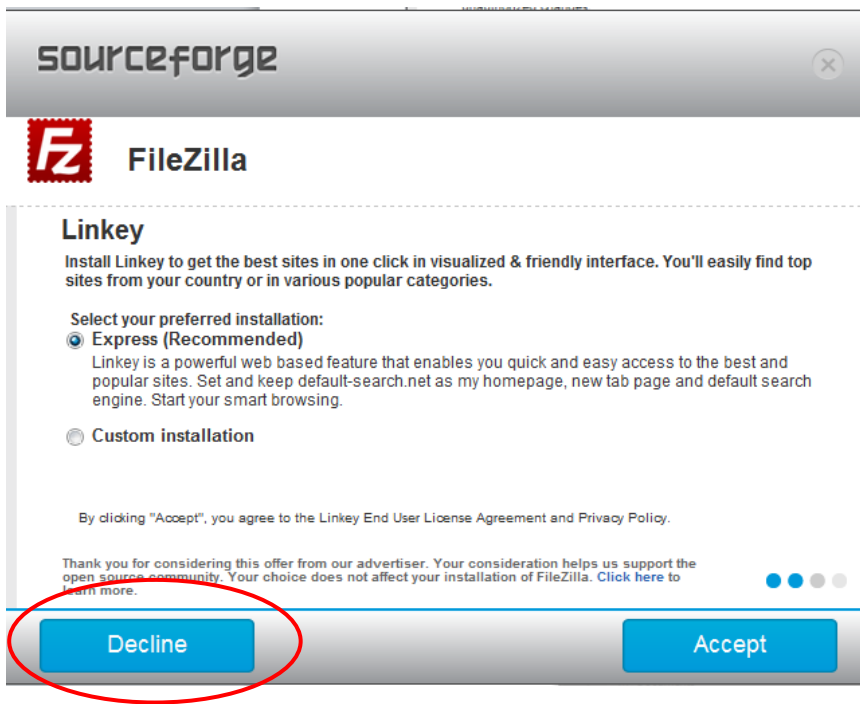 sourceforge
Fz
FileZilla
Linkey
Install Linkey to get the best sites in one click in visualized & friendly interface. You'll easily find top
sites from your country or in various popular categories.
Select your preferred installation:
Express (Recommended)
Linkey is a powerful web based feature that enables you quick and easy access to the best and
popular sites. Set and keep default-search.net as my homepage, new tab page and default search
engine. Start your smart browsing.
Custom installation
By clicking "Accept", you agree to the Linkey End User License Agreement and Privacy Policy.
Thank you for considering this offer from our advertiser. Your consideration helps us support the
open source community. Your choice does not affect your installation of FileZilla. Click here to
learn more.
Decline
Accept